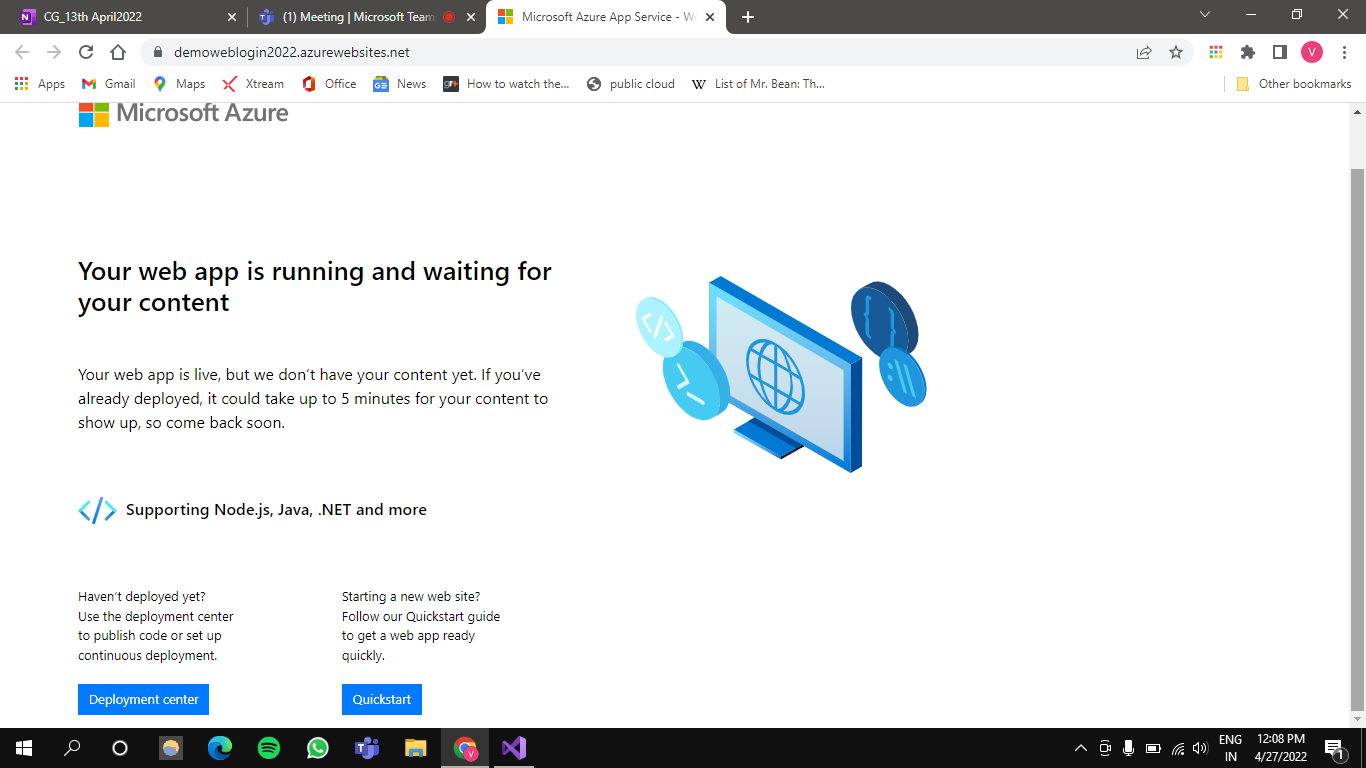 CG_13th April2022
(1) Meeting | Microsoft Team
Microsoft Azure App Service - W
demoweblogin2022.azurewebsites.net
V
Apps
Gmail
Maps
Xtream
Office
News
How to watch the...
public cloud
List of Mr. Bean: Th...
Other bookmarks
Microsoft Azure
Your web app is running and waiting for
your content
Your web app is live, but we don't have your content yet. If you've
already deployed, it could take up to 5 minutes for your content to
show up, so come back soon.
Supporting Node.js, Java, .NET and more
Haven't deployed yet?
Use the deployment center
to publish code or set up
continuous deployment.
Deployment center
Starting a new web site?
Follow our Quickstart guide
to get a web app ready
quickly.
Quickstart
ENG
IN
12:08 PM
4/27/2022
1